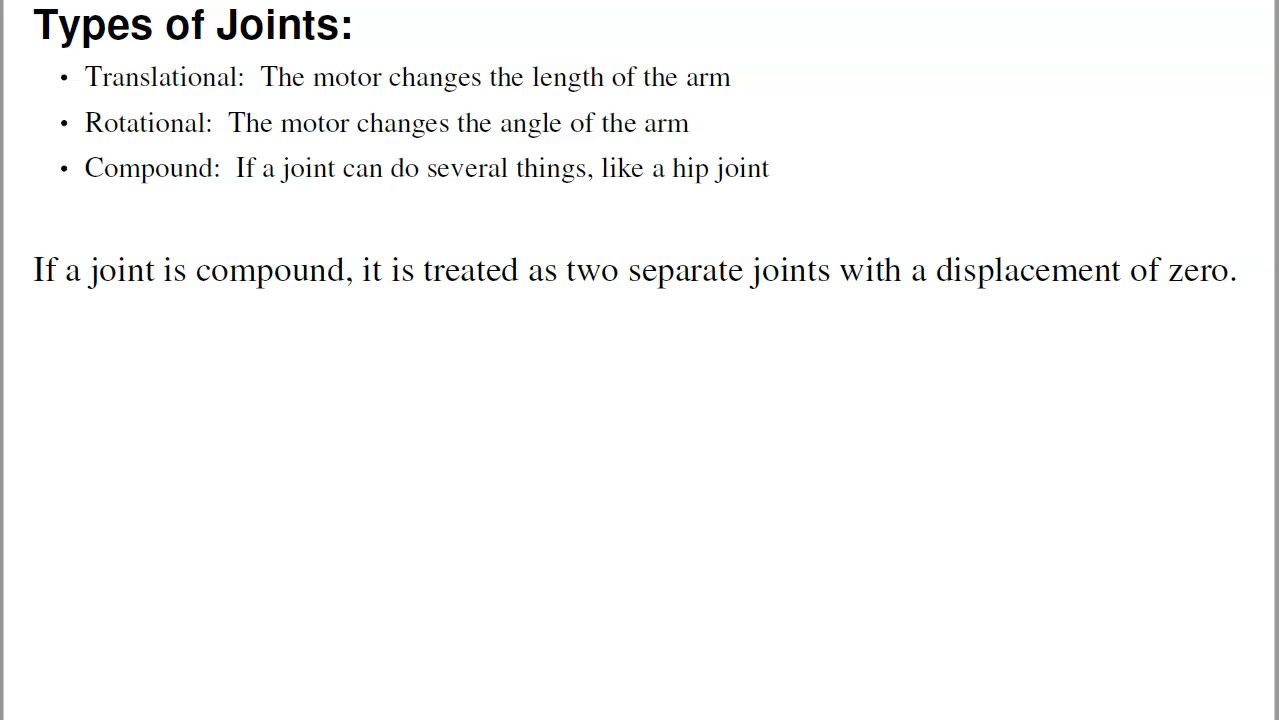 Types of Joints:
• Translational:  The motor changes the length of the arm
• Rotational:  The motor changes the angle of the arm
• Compound:  If a joint can do several things, like a hip joint
If a joint is compound, it is treated as two separate joints with a displacement of zero.